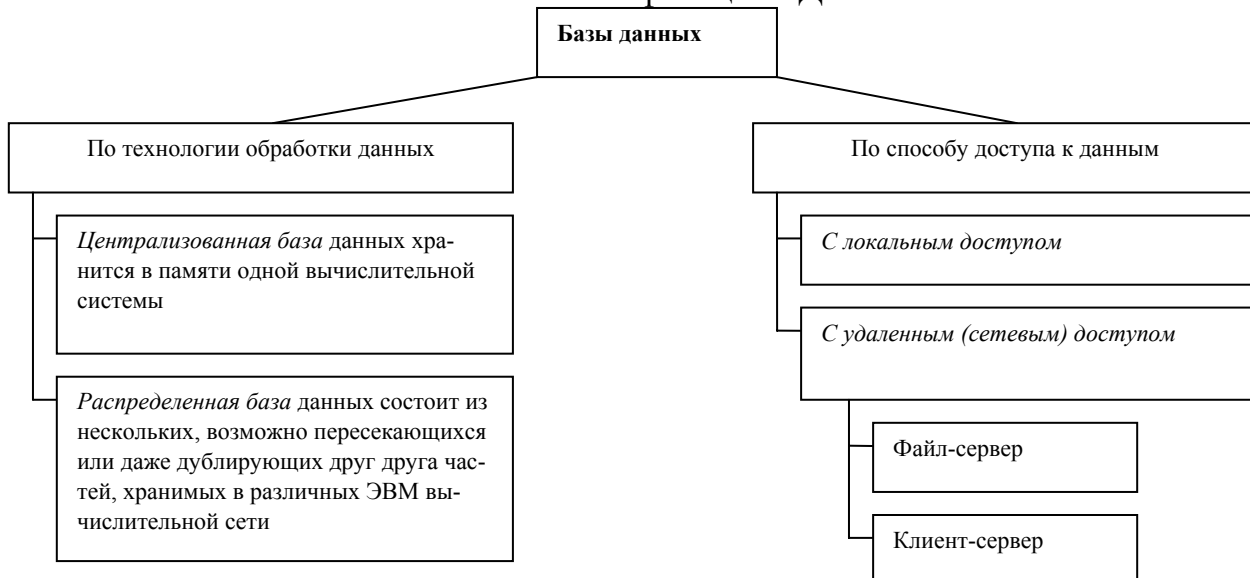 Базы данных
По технологии обработки данных
Централизованная база данных хра-
нится в памяти одной вычислительной
системы
Распределенная база данных состоит из
нескольких, возможно пересекающихся
или даже дублирующих друг друга час-
тей, хранимых в различных ЭВМ вы-
числительной сети
По способу доступа к данным
С локальным доступом
С удаленным (сетевым) доступом
Файл-сервер
Клиент-сервер